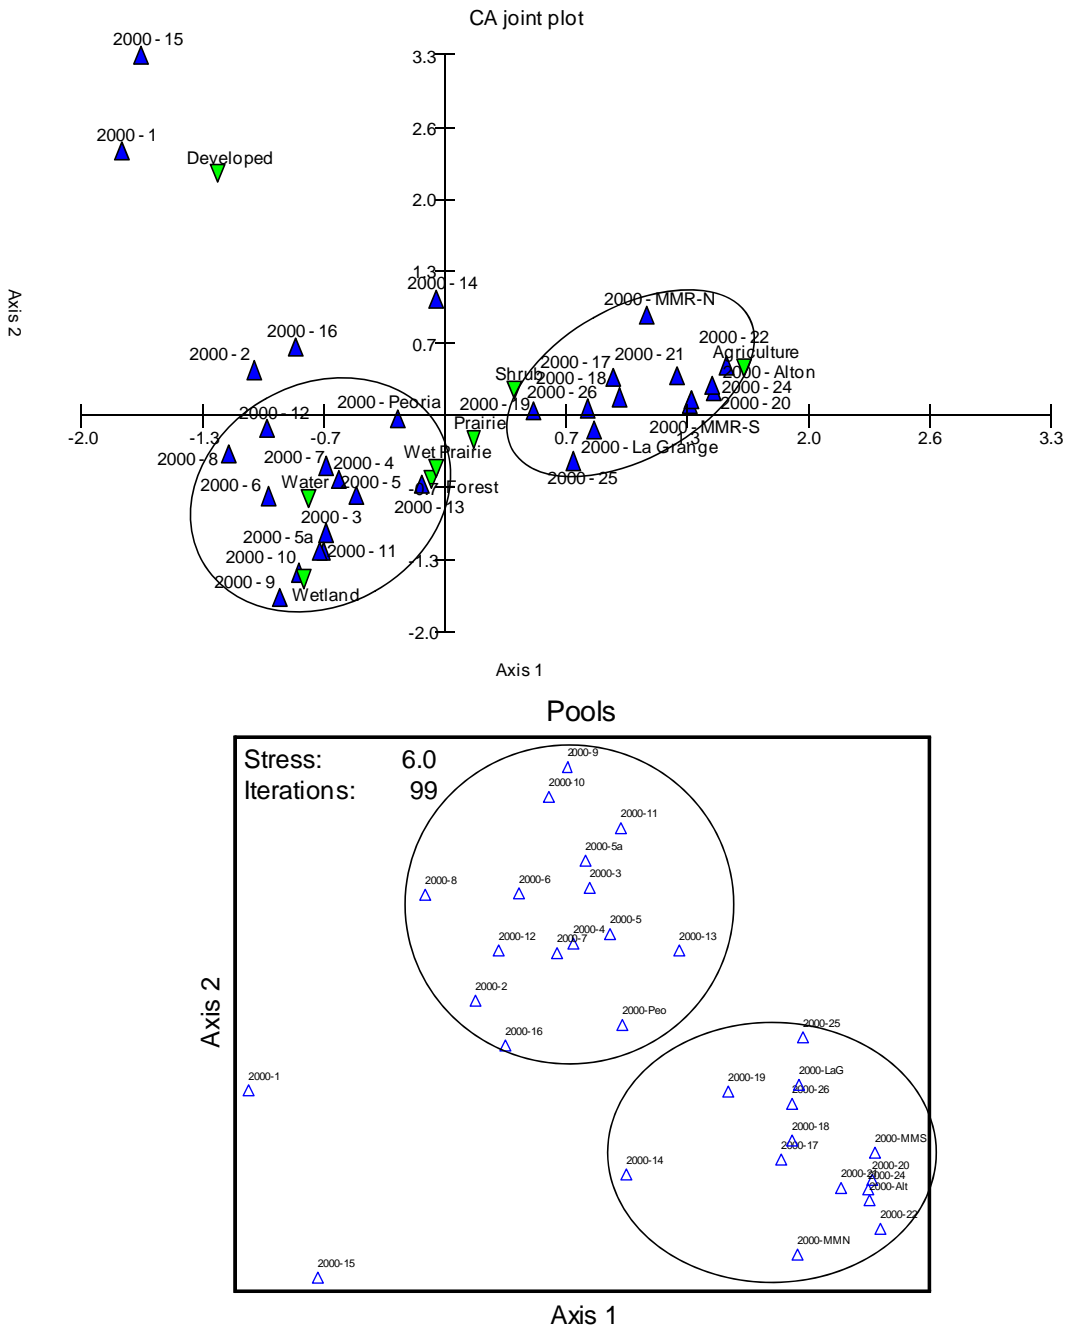 CA joint plot
2000 - 15
3.3
2000 - 1
2.6
Developed
2.0
1.3
2000 - 14
2000 - MMR-N
Axis 2
2000 - 16
0.7
2000 - 22
2000 - 2
2000 - 17
2000 - 21
Agriculture
Shrub
2000 - 18
2000 - Alton
2000 - 26
2000 - 24
2000 - Peoria
2000 - 19
2000 - 20
2000 - 12
Prairie
2000 - MMR-S
-2.0
-1.3
-0.7
0.7
1.3
2.0
2.6
3.3
2000 - 8
2000 - 7
2000 - 4
Wet Prairie
2000 - La Grange
2000 - 6
Water
2000 - 5
-0.7
Forest
2000 - 25
2000 - 13
2000 - 3
2000 - 5a
2000 - 10
2000 - 11
-1.3
2000 - 9
Wetland
-2.0
Axis 1
Pools
Stress: 6.0
Iterations: 99
2000-9
2000-10
2000-11
2000-5a
2000-8
2000-6
2000-3
2000-5
2000-12
2000-7
2000-4
2000-13
2000-2
2000-Peo
2000-16
2000-25
2000-1
2000-19
2000-LaG
2000-26
2000-18
2000-17
2000-MMS
2000-14
2000-20
2000-21
2000-24
2000-Alt
2000-22
2000-MMN
2000-15
Axis 2
Axis 1